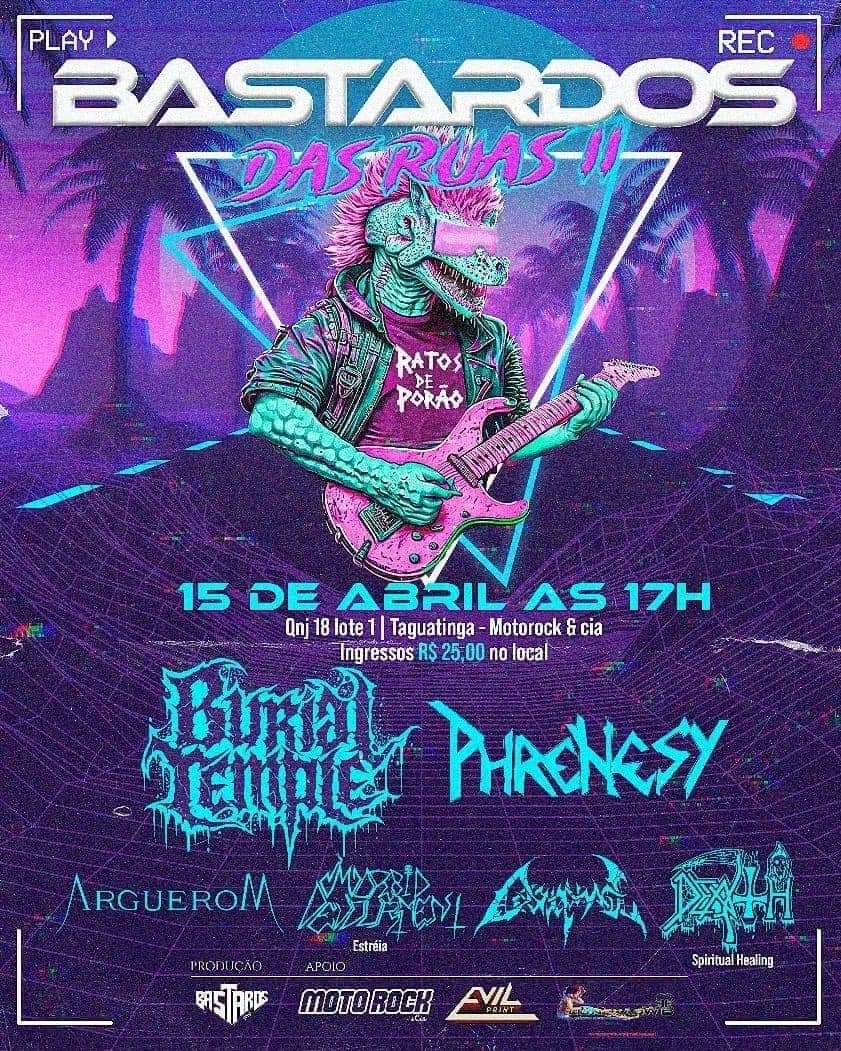 PLAY
REC
BASTARDOS
DAS RUAS II
RATOS
DE
PORÃO
15 DE ABRIL AS 17H
Qnj 18 lote 1 | Taguatinga - Motorock & cia
Ingressos R$ 25,00 no local
BURIAL
TEMPLE
PHRENESY
ARGUEROM
MORBID
DEATH
Estréia
Spiritual Healing
PRODUÇÃO
APOIO
BASTARDS
MOTO ROCK
& Cia
EVIL
PRINT